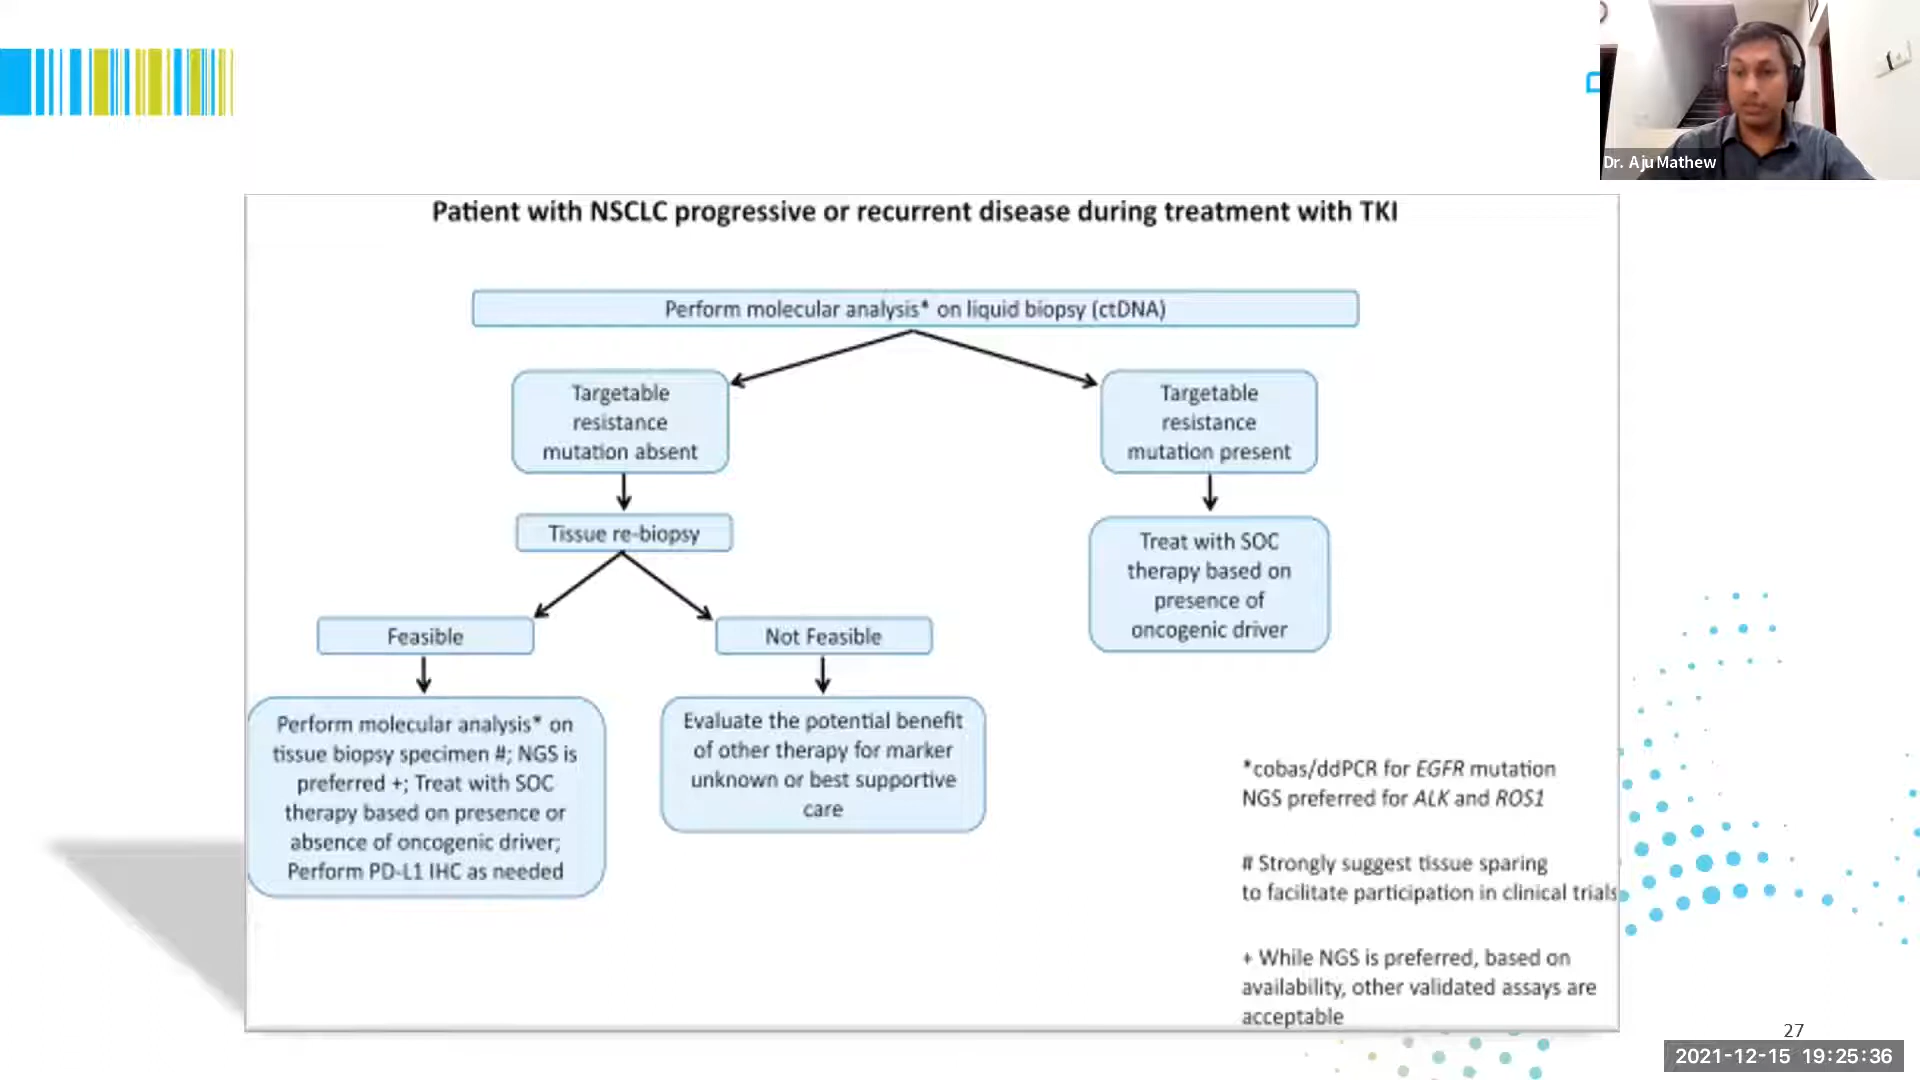 Dr. Aju Mathew
Patient with NSCLC progressive or recurrent disease during treatment with TKI
Perform molecular analysis* on liquid biopsy (ctDNA)
Targetable
resistance
mutation absent
Targetable
resistance
mutation present
Tissue re-biopsy
Treat with SOC
therapy based on
presence of
oncogenic driver
Feasible
Not Feasible
Perform molecular analysis* on
tissue biopsy specimen #; NGS is
preferred +; Treat with SOC
therapy based on presence or
absence of oncogenic driver;
Perform PD-L1 IHC as needed
Evaluate the potential benefit
of other therapy for marker
unknown or best supportive
care
*cobas/ddPCR for EGFR mutation
NGS preferred for ALK and ROS1
# Strongly suggest tissue sparing
to facilitate participation in clinical trials
+ While NGS is preferred, based on
availability, other validated assays are
acceptable
27
2021-12-15 19:25:36